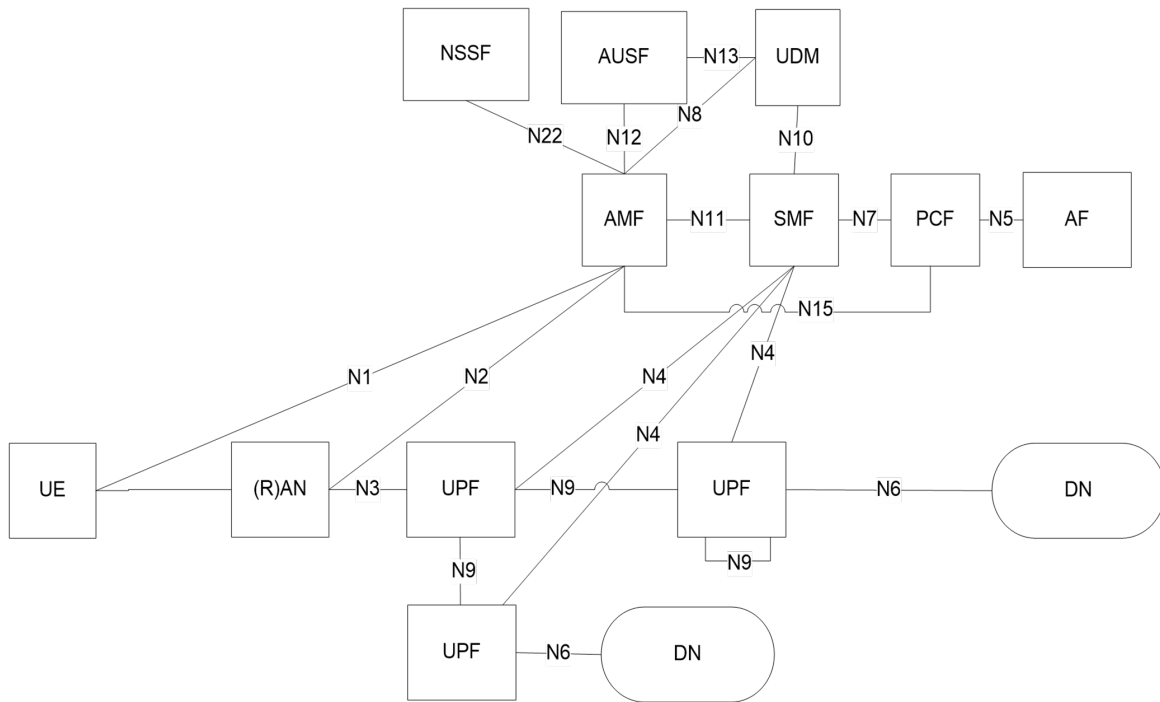 NSSF
AUSF
N13
UDM
N22
N12
N8
N10
AMF
N11
SMF
N7
PCF
N5
AF
N15
N1
N2
N4
N4
N4
UE
(R)AN
N3
UPF
N9
UPF
N6
DN
N9
N9
UPF
N6
DN